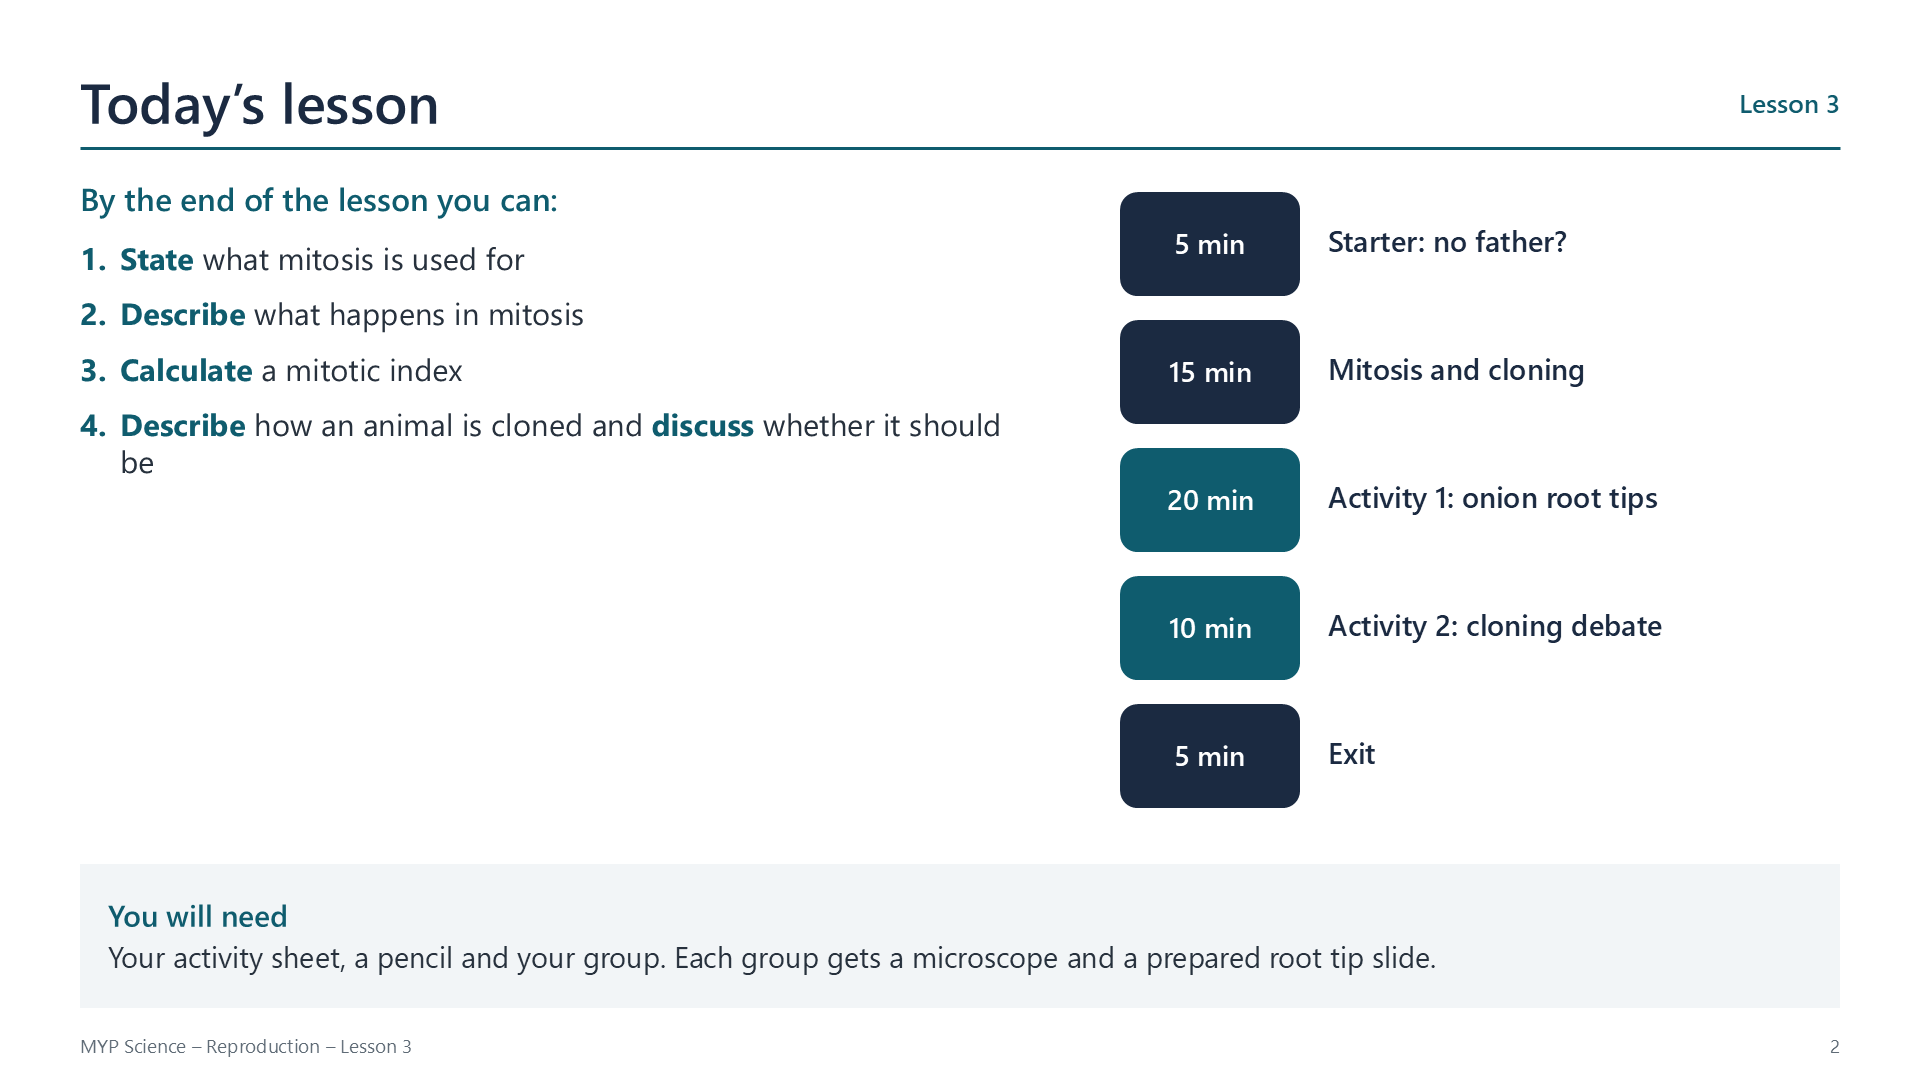 Today’s lesson
Lesson 3
By the end of the lesson you can:
1. State what mitosis is used for
2. Describe what happens in mitosis
3. Calculate a mitotic index
4. Describe how an animal is cloned and discuss whether it should
be
5 min
Starter: no father?
15 min
Mitosis and cloning
20 min
Activity 1: onion root tips
10 min
Activity 2: cloning debate
5 min
Exit
You will need
Your activity sheet, a pencil and your group. Each group gets a microscope and a prepared root tip slide.
MYP Science – Reproduction – Lesson 3
2